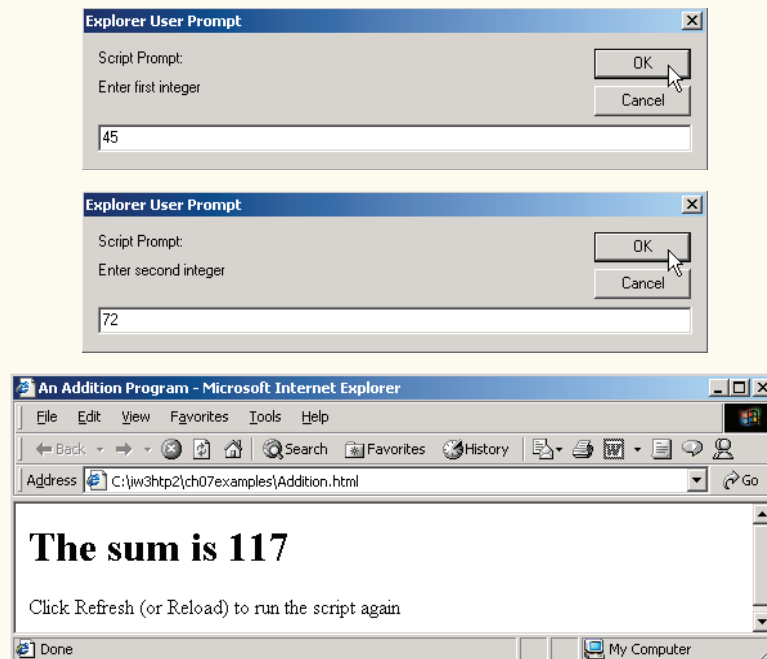 Explorer User Prompt
Script Prompt:
OK
Enter first integer
Cancel
45
Explorer User Prompt
Script Prompt:
OK
Enter second integer
Cancel
72
An Addition Program - Microsoft Internet Explorer
File Edit View Favorites Tools Help
Back Search Favorites History
Address C:\iw3htp2\ch07examples\Addition.html Go
The sum is 117
Click Refresh (or Reload) to run the script again
Done My Computer